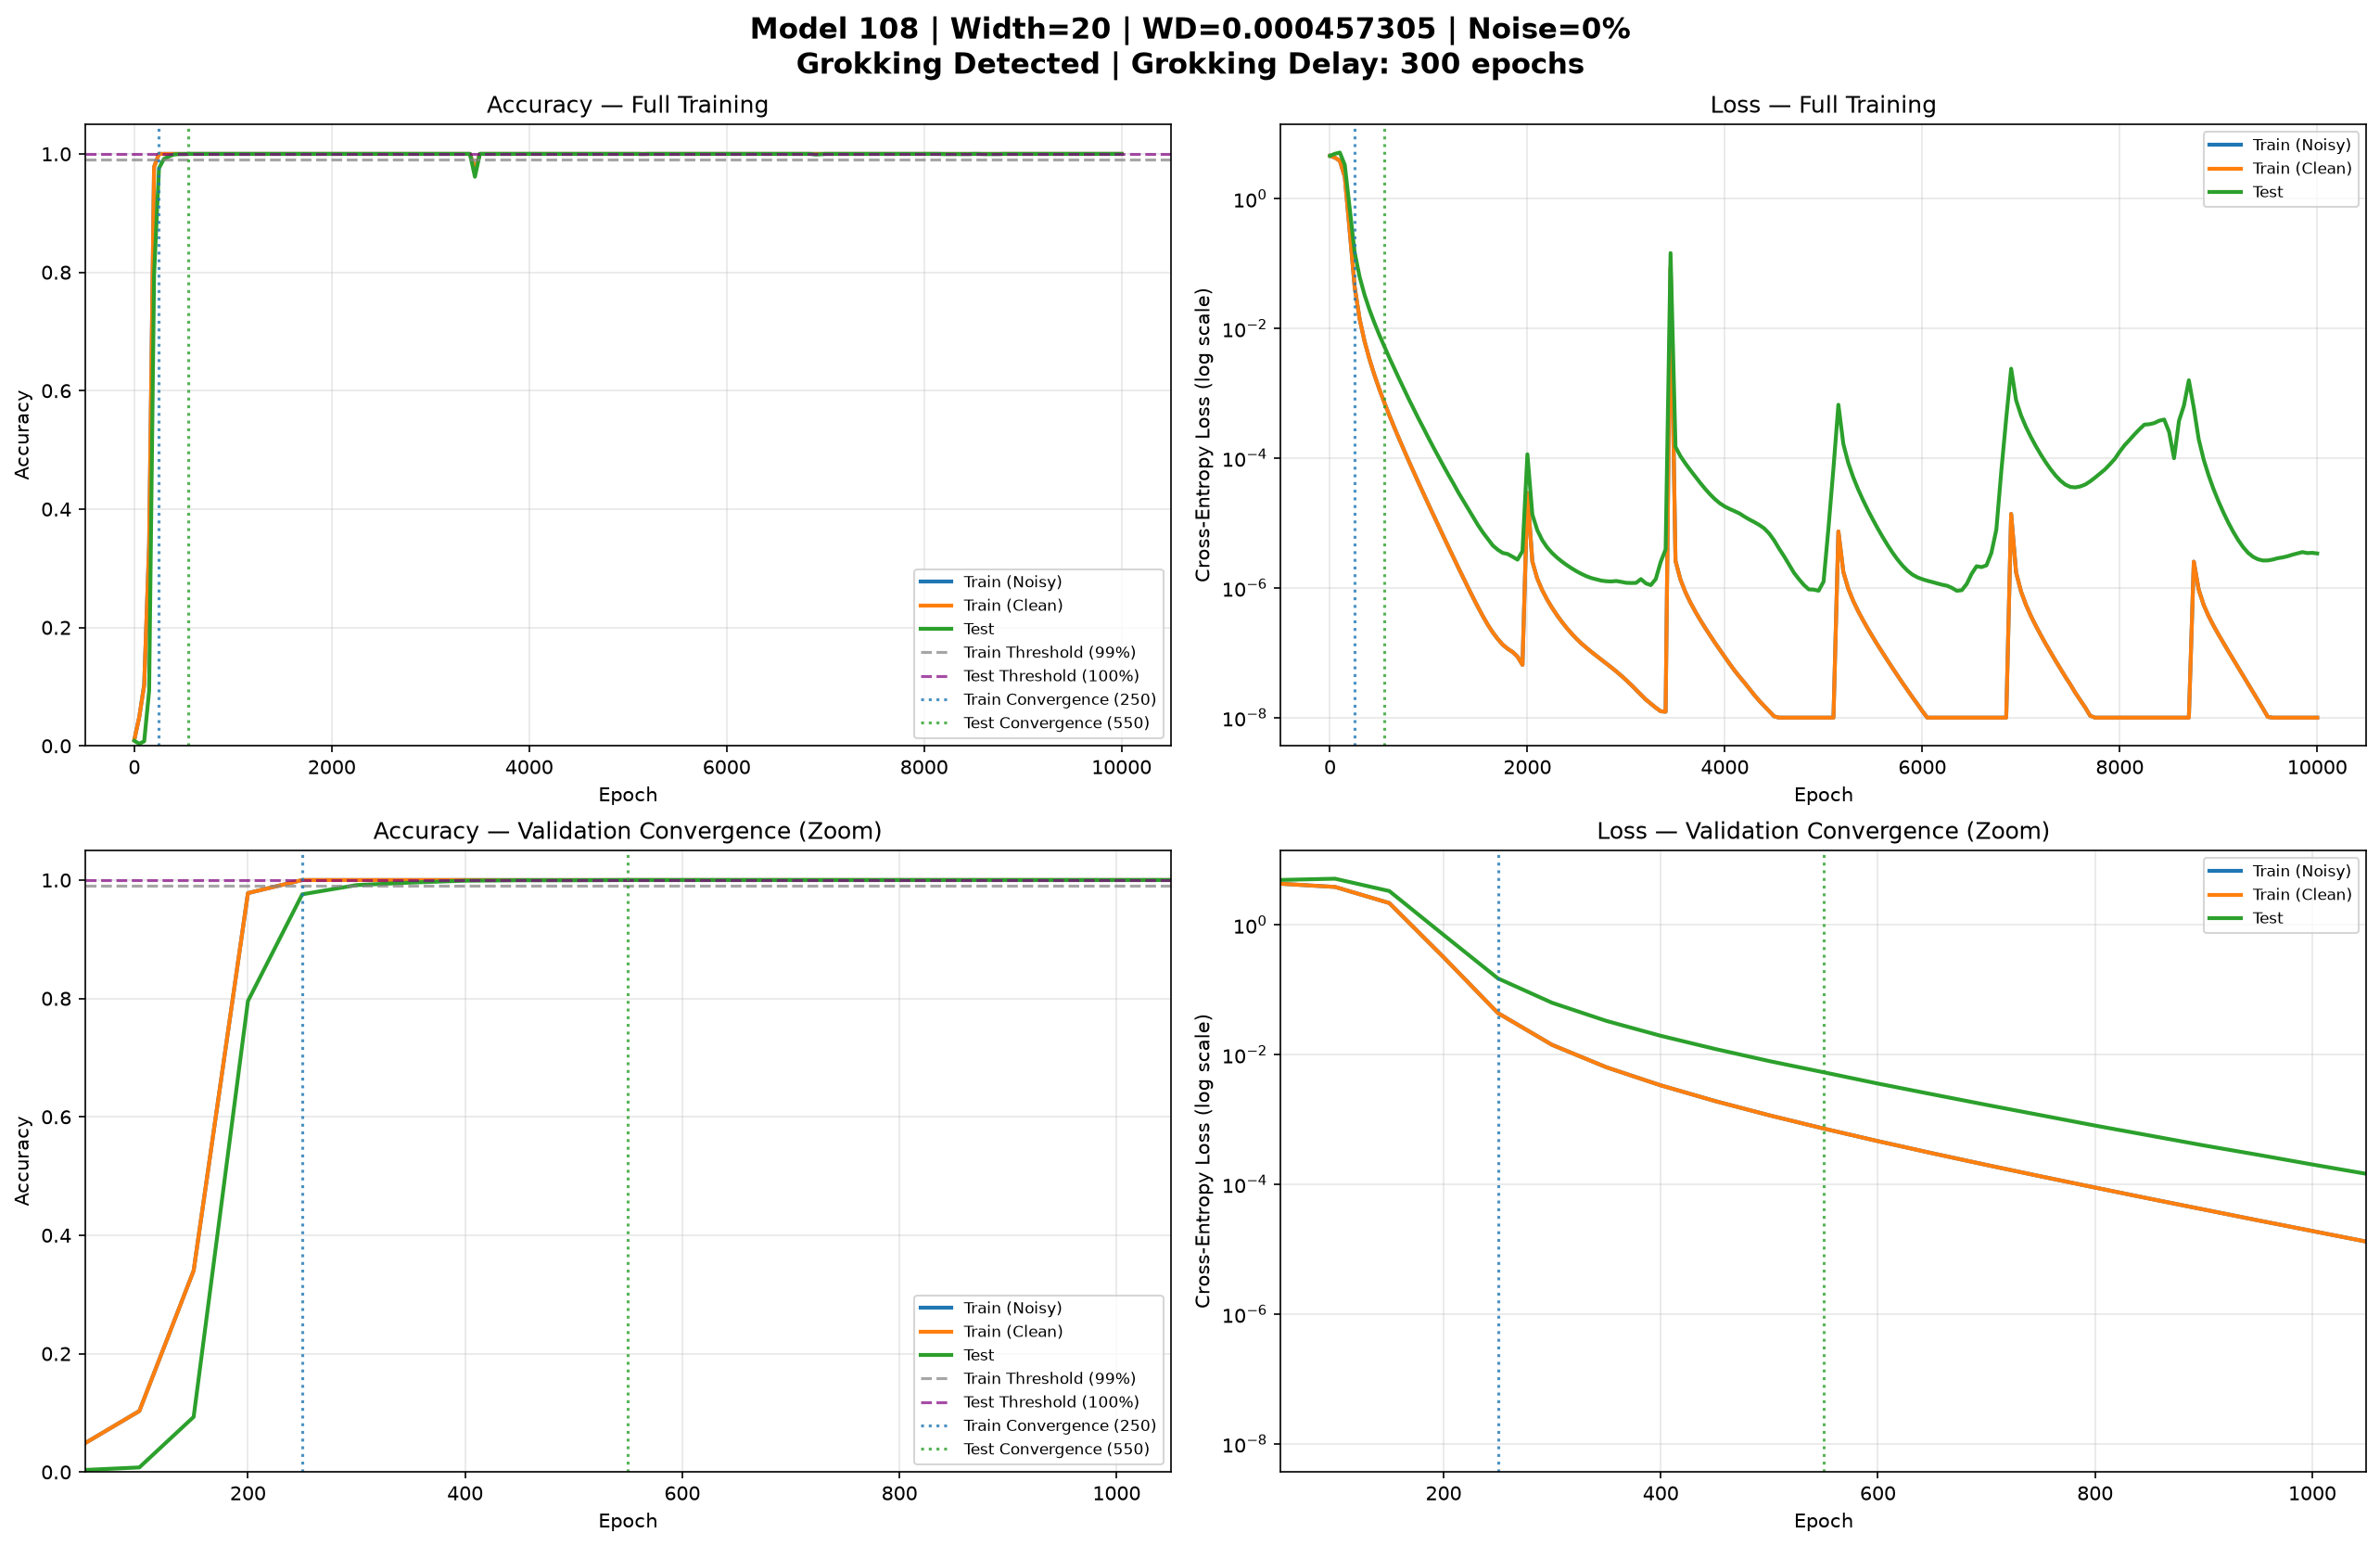 Model 108 | Width=20 | WD=0.000457305 | Noise=0%
Grokking Detected | Grokking Delay: 300 epochs
Accuracy — Full Training
Accuracy
1.0
0.8
0.6
0.4
0.2
0.0
0 2000 4000 6000 8000 10000
Epoch
Train (Noisy)
Train (Clean)
Test
Train Threshold (99%)
Test Threshold (100%)
Train Convergence (250)
Test Convergence (550)
Loss — Full Training
Cross-Entropy Loss (log scale)
10⁰
10⁻²
10⁻⁴
10⁻⁶
10⁻⁸
0 2000 4000 6000 8000 10000
Epoch
Train (Noisy)
Train (Clean)
Test
Accuracy — Validation Convergence (Zoom)
Accuracy
1.0
0.8
0.6
0.4
0.2
0.0
200 400 600 800 1000
Epoch
Train (Noisy)
Train (Clean)
Test
Train Threshold (99%)
Test Threshold (100%)
Train Convergence (250)
Test Convergence (550)
Loss — Validation Convergence (Zoom)
Cross-Entropy Loss (log scale)
10⁰
10⁻²
10⁻⁴
10⁻⁶
10⁻⁸
200 400 600 800 1000
Epoch
Train (Noisy)
Train (Clean)
Test